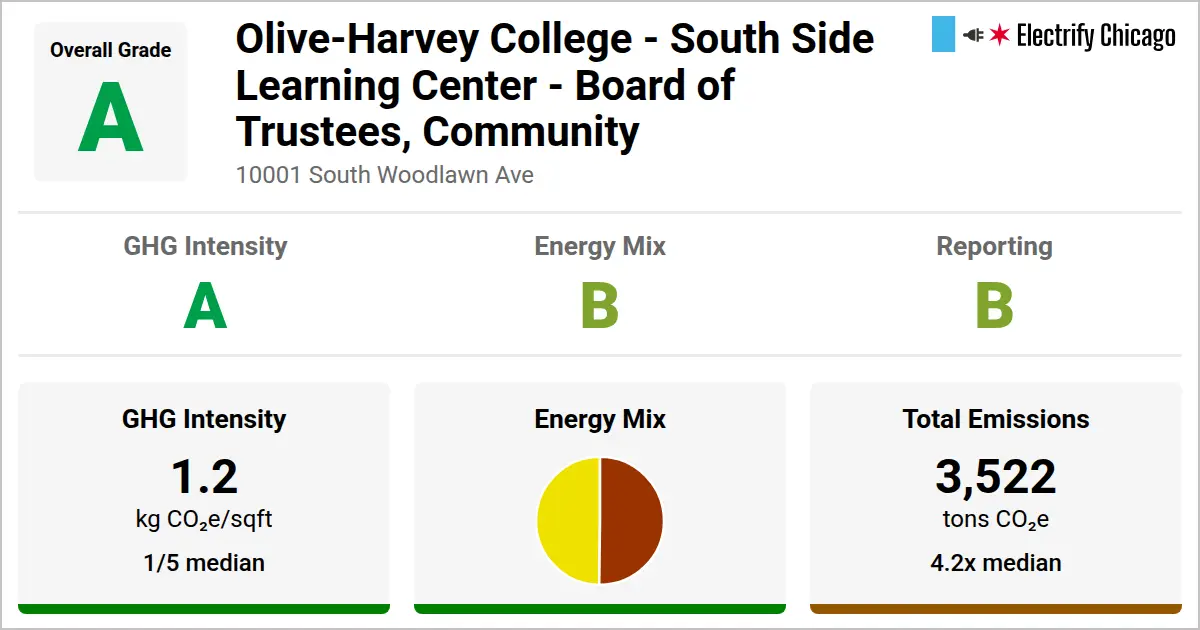 Overall Grade
A
Olive-Harvey College - South Side
Learning Center - Board of
Trustees, Community
10001 South Woodlawn Ave
Electrify Chicago
GHG Intensity
A
Energy Mix
B
Reporting
B
GHG Intensity
1.2
kg CO₂e/sqft
1/5 median
Energy Mix
Total Emissions
3,522
tons CO₂e
4.2x median